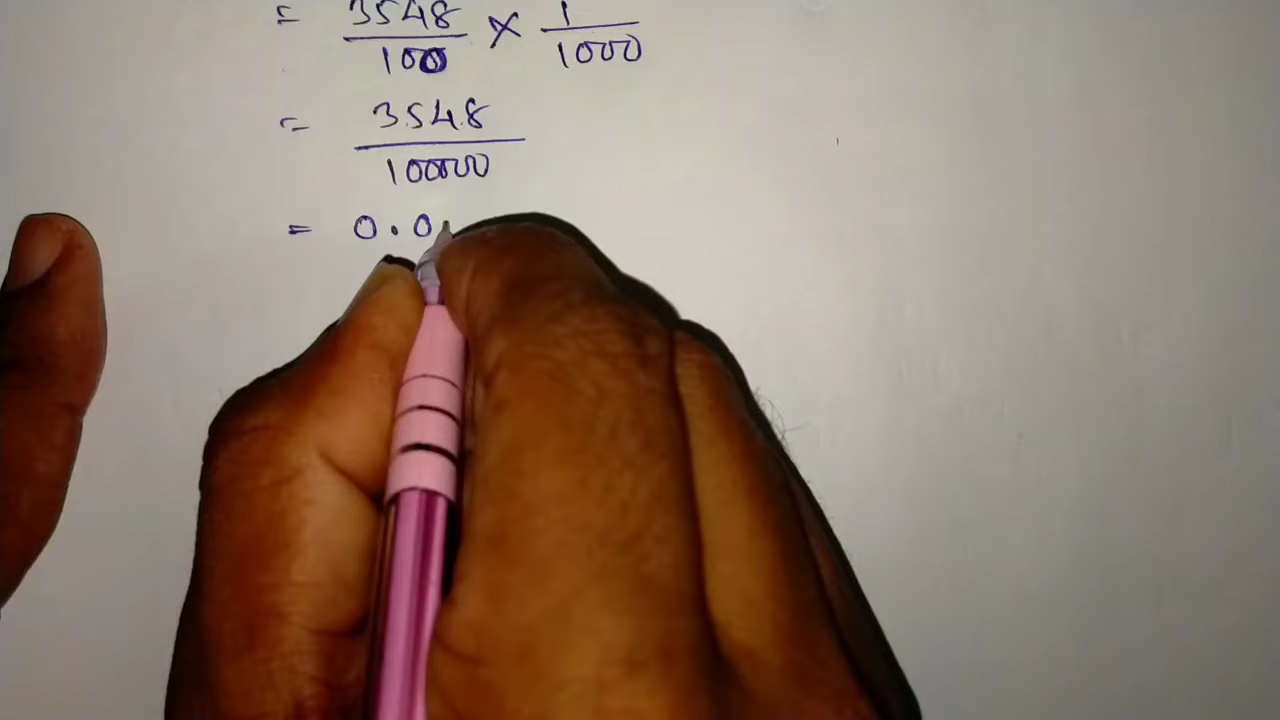 = 3548/100 × 1/1000
= 3548/100000
= 0.0